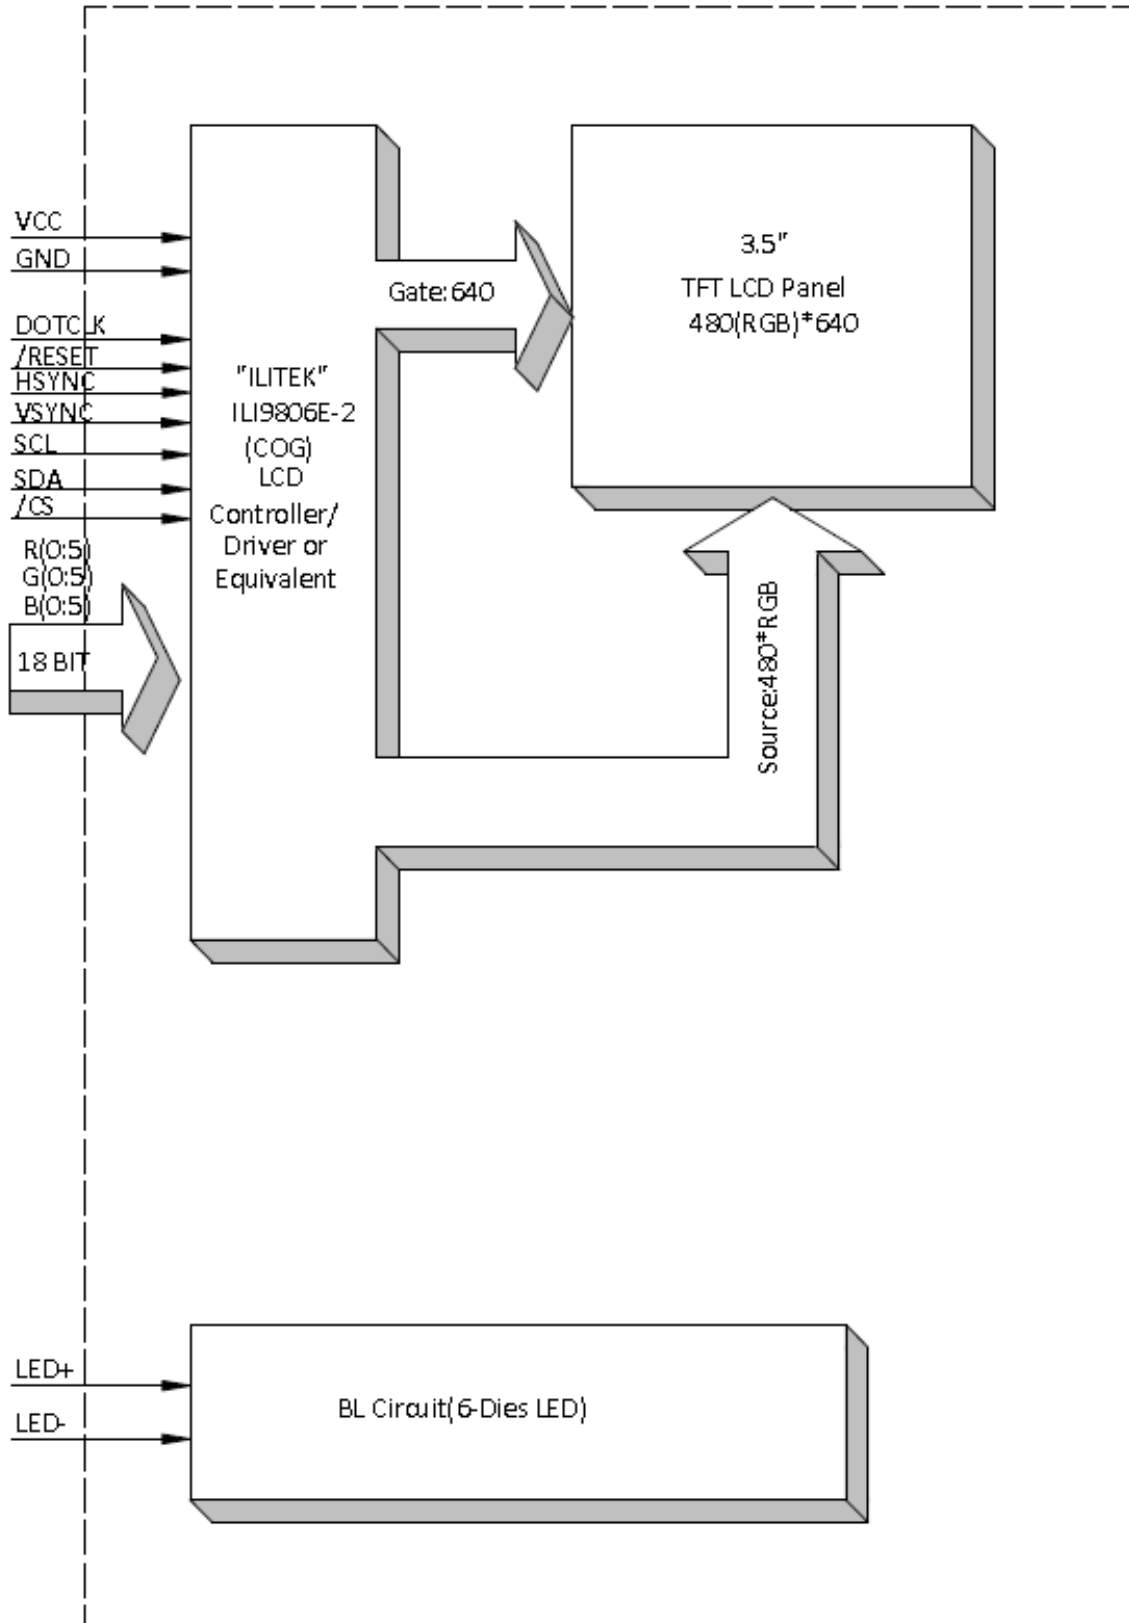 VCC
GND
DOTCLK
/RESET
HSYNC
VSYNC
SCL
SDA
/CS
R(0:5)
G(0:5)
B(0:5)
18 BIT
"ILITEK"
ILI9806E-2
(COG)
LCD
Controller/
Driver or
Equivalent
Gate:640
3.5"
TFT LCD Panel
480(RGB)*640
Source:480*RGB
LED+
LED-
BL Circuit(6-Dies LED)